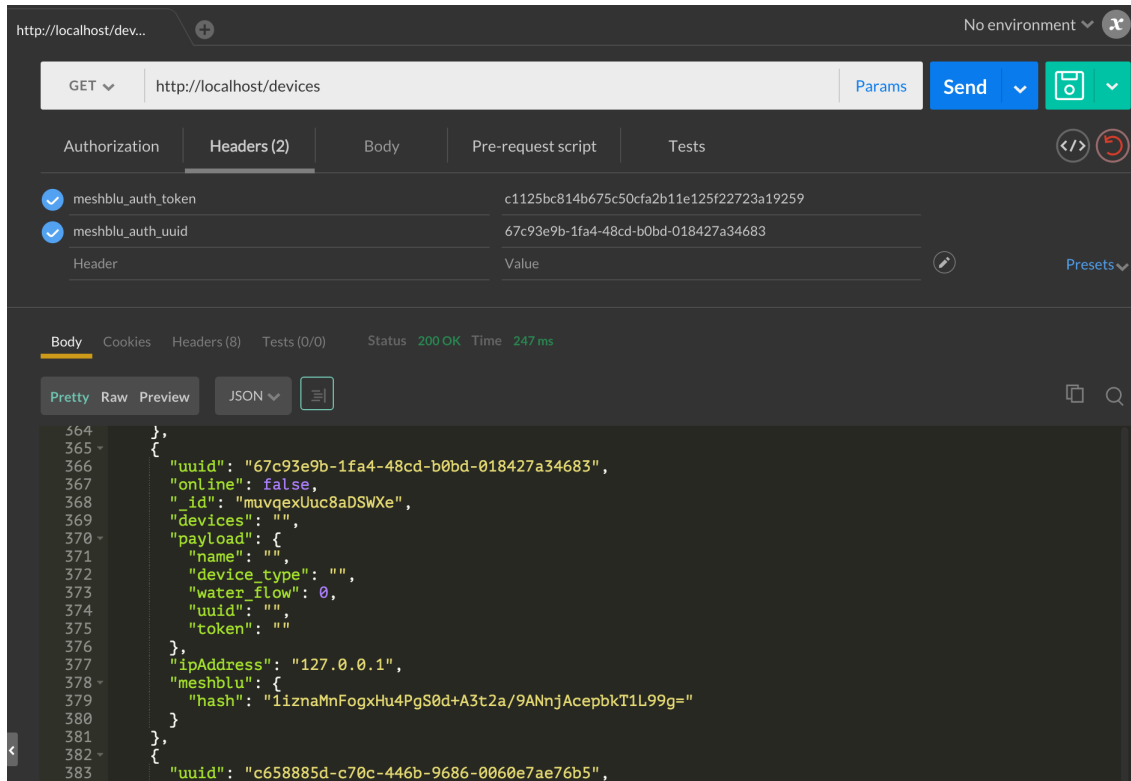 http://localhost/dev...
No environment
GET http://localhost/devices Params Send
Authorization Headers (2) Body Pre-request script Tests
</>
meshblu_auth_token c1125bc814b675c50cfa2b11e125f22723a19259
meshblu_auth_uuid 67c93e9b-1fa4-48cd-b0bd-018427a34683
Header Value Presets
Body Cookies Headers (8) Tests (0/0) Status 200 OK Time 247 ms
Pretty Raw Preview JSON
364 },
365 {
366 "uuid": "67c93e9b-1fa4-48cd-b0bd-018427a34683",
367 "online": false,
368 "_id": "muvqexUuc8aDSWXe",
369 "devices": "",
370 "payload": {
371 "name": "",
372 "device_type": "",
373 "water_flow": 0,
374 "uuid": "",
375 "token": ""
376 },
377 "ipAddress": "127.0.0.1",
378 "meshblu": {
379 "hash": "1iznaMnFogxHu4PgS0d+A3t2a/9ANnjAcepbkT1L99g="
380 }
381 },
382 {
383 "uuid": "c658885d-c70c-446b-9686-0060e7ae76b5",